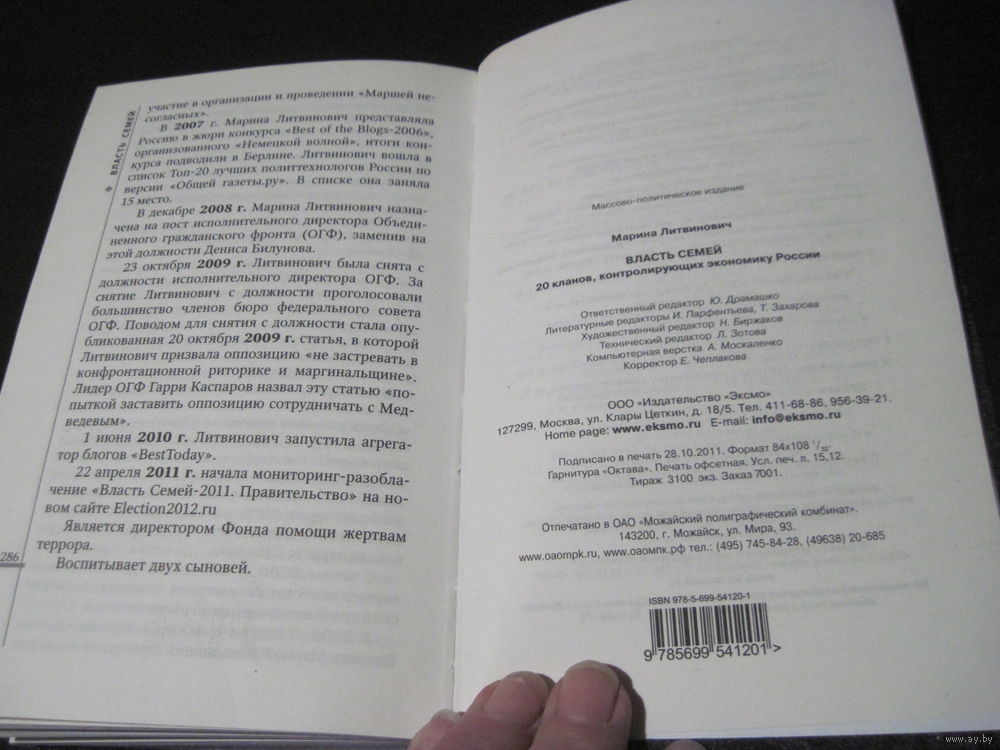 ВЛАСТЬ СЕМЕЙ
участие в организации и проведении «Маршей не-
согласных».
В 2007 г. Марина Литвинович представляла
Россию в жюри конкурса «Best of the Blogs-2006»,
организованного «Немецкой волной», итоги кон-
курса подводили в Берлине. Литвинович вошла в
список Топ-20 лучших политтехнологов России по
версии «Общей газеты.ру». В списке она заняла
15 место.
В декабре 2008 г. Марина Литвинович назна-
чена на пост исполнительного директора Объеди-
ненного гражданского фронта (ОГФ), заменив на
этой должности Дениса Билунова.
23 октября 2009 г. Литвинович была снята с
должности исполнительного директора ОГФ. За
снятие Литвинович с должности проголосовали
большинство членов бюро федерального совета
ОГФ. Поводом для снятия с должности стала опу-
бликованная 20 октября 2009 г. статья, в которой
Литвинович призвала оппозицию «не застревать в
конфронтационной риторике и маргинальщине».
Лидер ОГФ Гарри Каспаров назвал эту статью «по-
пыткой заставить оппозицию сотрудничать с Мед-
ведевым».
1 июня 2010 г. Литвинович запустила агрега-
тор блогов «BestToday».
22 апреля 2011 г. начала мониторинг-разобла-
чение «Власть Семей-2011. Правительство» на но-
вом сайте Election2012.ru
Является директором Фонда помощи жертвам
террора.
Воспитывает двух сыновей.
286
Массово-политическое издание
Марина Литвинович
ВЛАСТЬ СЕМЕЙ
20 кланов, контролирующих экономику России
Ответственный редактор Ю. Драмашко
Литературные редакторы И. Парфентьева, Т. Захарова
Художественный редактор Н. Биржаков
Технический редактор Л. Зотова
Компьютерная верстка А. Москаленко
Корректор Е. Чеплакова
ООО «Издательство «Эксмо»
127299, Москва, ул. Клары Цеткин, д. 18/5. Тел. 411-68-86, 956-39-21.
Home page: www.eksmo.ru E-mail: info@eksmo.ru
Подписано в печать 28.10.2011. Формат 84х108 1/32.
Гарнитура «Октава». Печать офсетная. Усл. печ. л. 15,12.
Тираж 3100 экз. Заказ 7001.
Отпечатано в ОАО «Можайский полиграфический комбинат».
143200, г. Можайск, ул. Мира, 93.
www.oaompk.ru, www.оаомпк.рф тел.: (495) 745-84-28, (49638) 20-685
ISBN 978-5-699-54120-1
9 785699 541201 >
www.ay.by